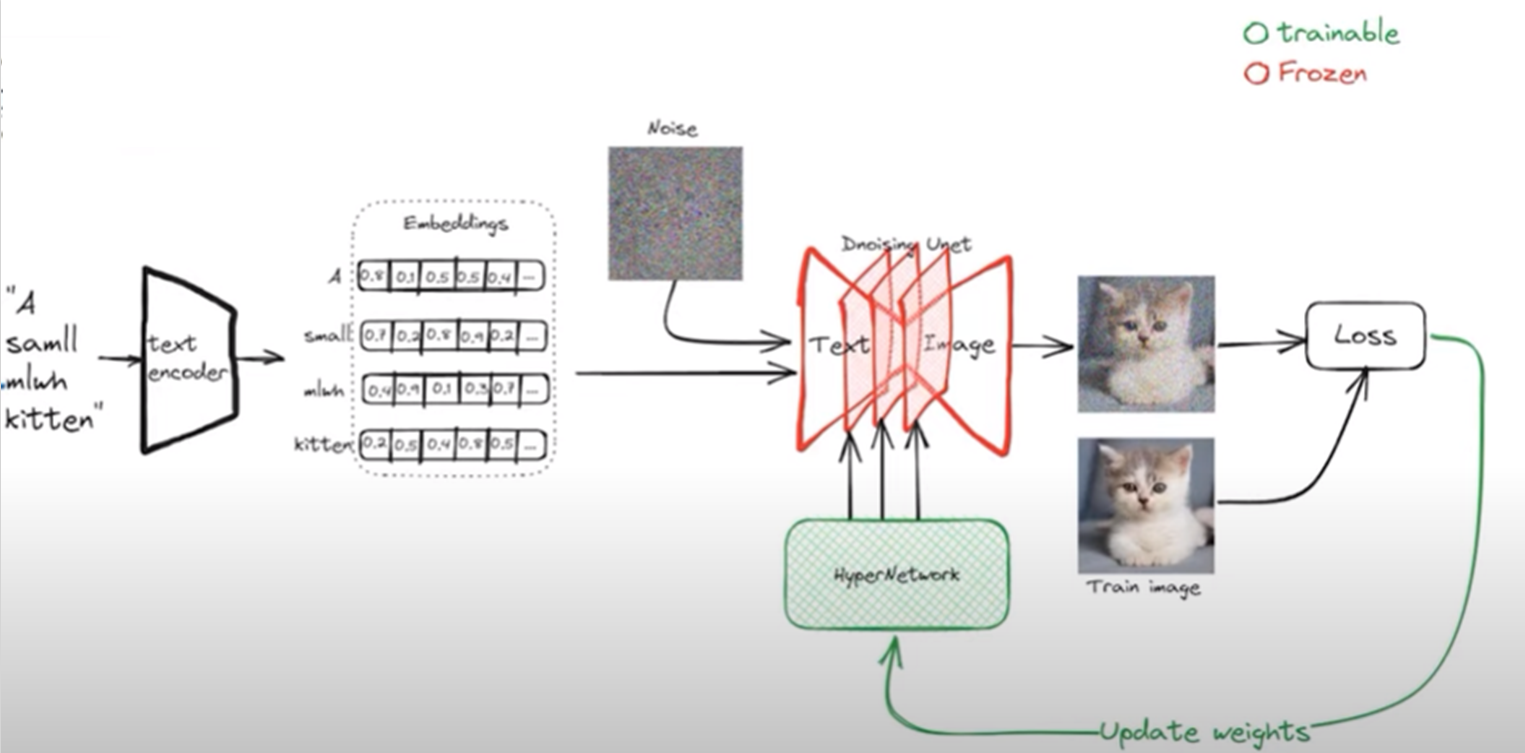 trainable
Frozen
Noise
Embeddings
Dnoising Unet
"A
samll
mlwh
kitten"
text
encoder
A 0.8 0.1 0.5 0.5 0.4 ...
small 0.7 0.2 0.8 0.9 0.2 ...
mlwh 0.4 0.9 0.1 0.3 0.7 ...
kitten 0.2 0.5 0.4 0.8 0.5 ...
Text
Image
Loss
HyperNetwork
Train image
Update weights